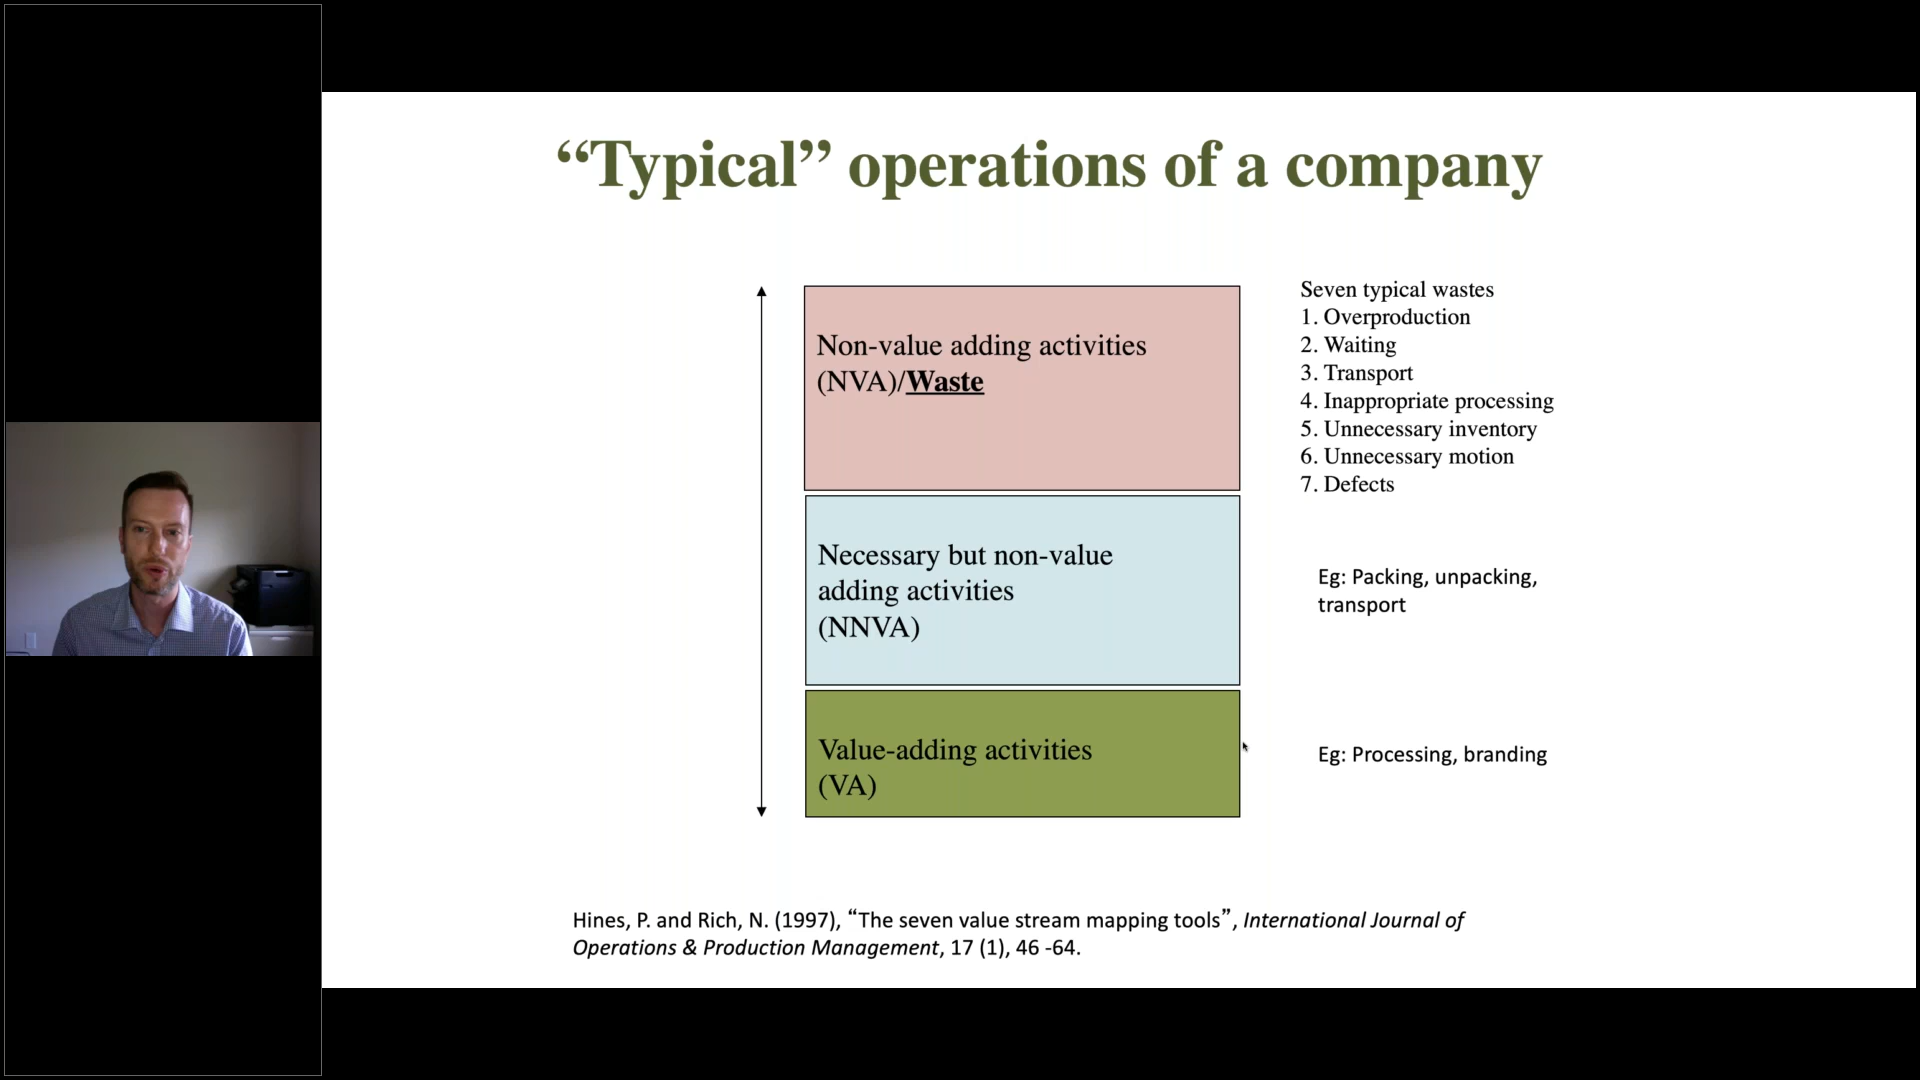 “Typical” operations of a company
Non-value adding activities
(NVA)/Waste
Seven typical wastes
1. Overproduction
2. Waiting
3. Transport
4. Inappropriate processing
5. Unnecessary inventory
6. Unnecessary motion
7. Defects
Necessary but non-value
adding activities
(NNVA)
Eg: Packing, unpacking,
transport
Value-adding activities
(VA)
Eg: Processing, branding
Hines, P. and Rich, N. (1997), “The seven value stream mapping tools”, International Journal of
Operations & Production Management, 17 (1), 46 -64.